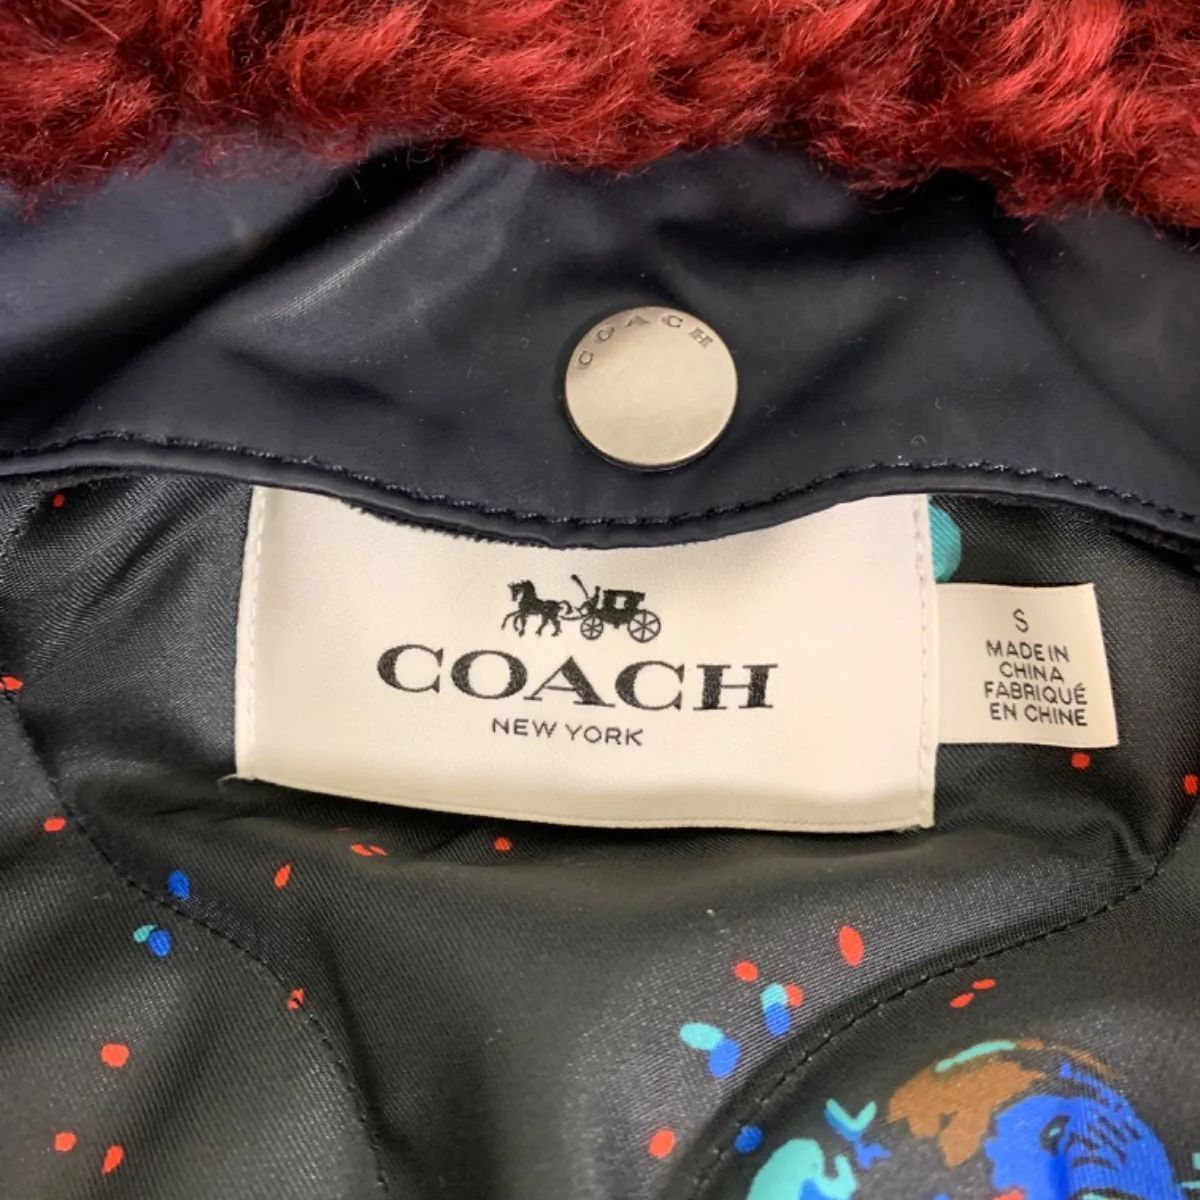 COACH
COACH
NEW YORK
S
MADE IN
CHINA
FABRIQUÉ
EN CHINE